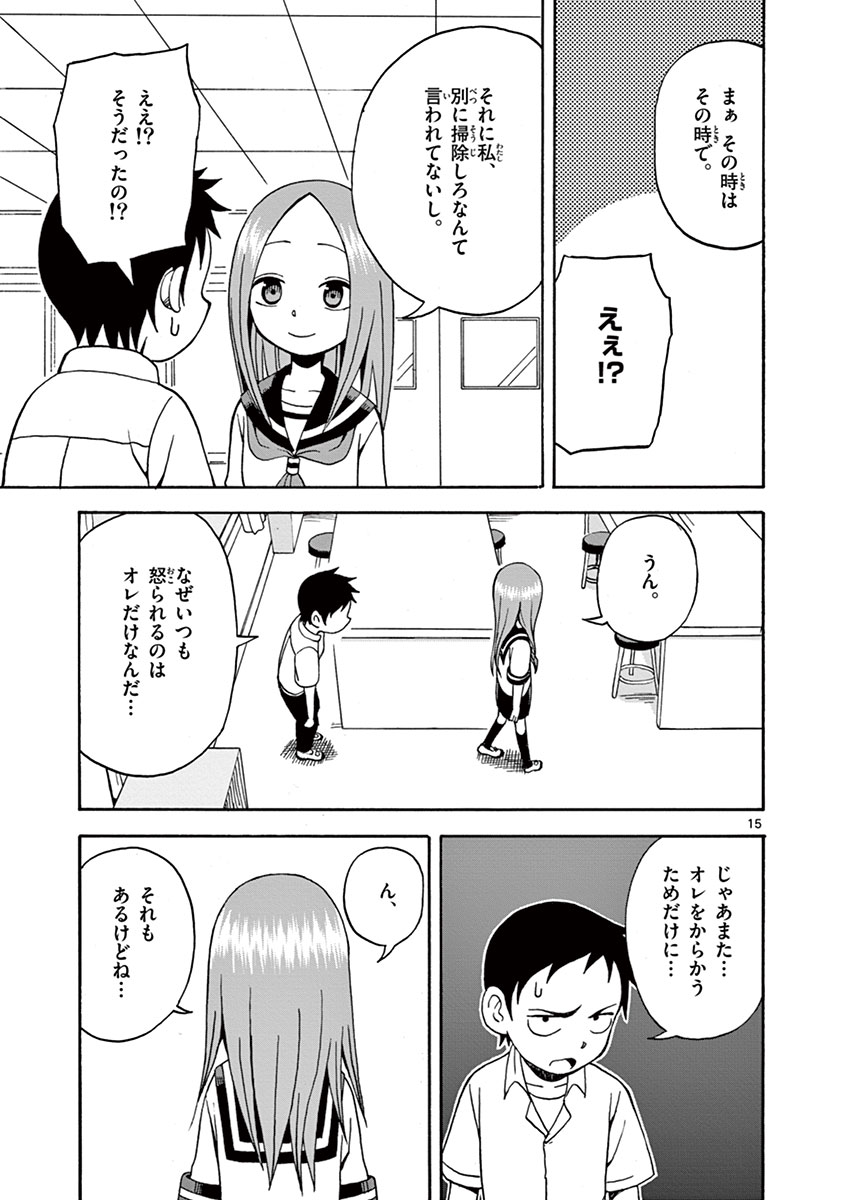 まぁ その時は
その時で。
ええ!?
それに私、
別に掃除しろなんて
言われてないし。
ええ!?
そうだったの!?
うん。
なぜいつも
怒られるのは
オレだけなんだ…
15
じゃあまた…
オレをからかう
ためだけに…
ん、
それも
あるけどね…